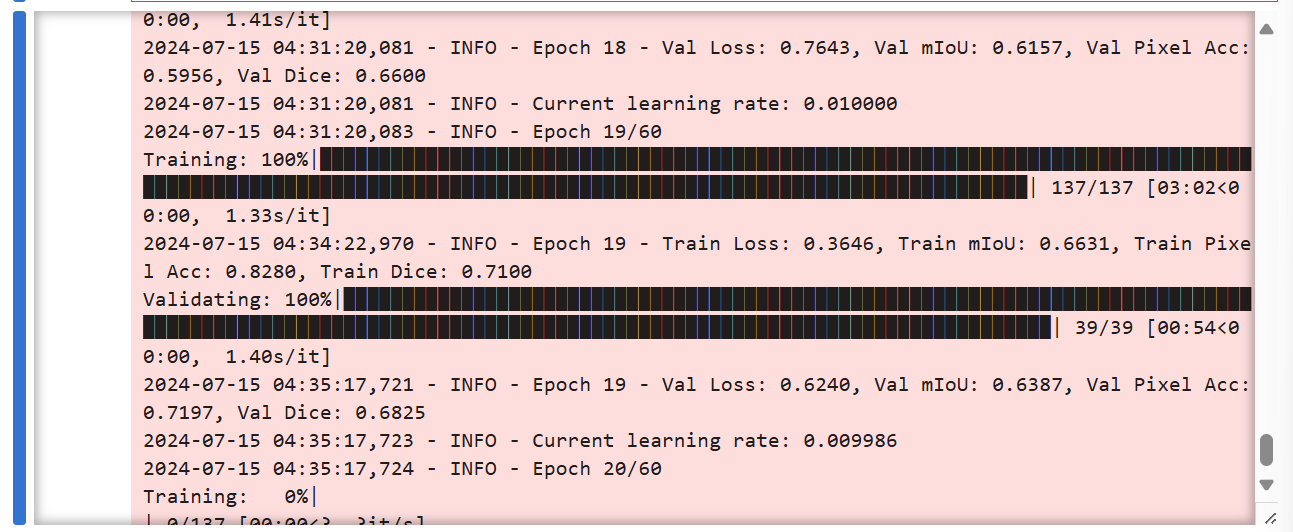 0:00,  1.41s/it]
2024-07-15 04:31:20,081 - INFO - Epoch 18 - Val Loss: 0.7643, Val mIoU: 0.6157, Val Pixel Acc:
0.5956, Val Dice: 0.6600
2024-07-15 04:31:20,081 - INFO - Current learning rate: 0.010000
2024-07-15 04:31:20,083 - INFO - Epoch 19/60
Training: 100%|
| 137/137 [03:02<0
0:00,  1.33s/it]
2024-07-15 04:34:22,970 - INFO - Epoch 19 - Train Loss: 0.3646, Train mIoU: 0.6631, Train Pixe
l Acc: 0.8280, Train Dice: 0.7100
Validating: 100%|
| 39/39 [00:54<0
0:00,  1.40s/it]
2024-07-15 04:35:17,721 - INFO - Epoch 19 - Val Loss: 0.6240, Val mIoU: 0.6387, Val Pixel Acc:
0.7197, Val Dice: 0.6825
2024-07-15 04:35:17,723 - INFO - Current learning rate: 0.009986
2024-07-15 04:35:17,724 - INFO - Epoch 20/60
Training:   0%|
| 0/137 [00:00<?, ?it/s]